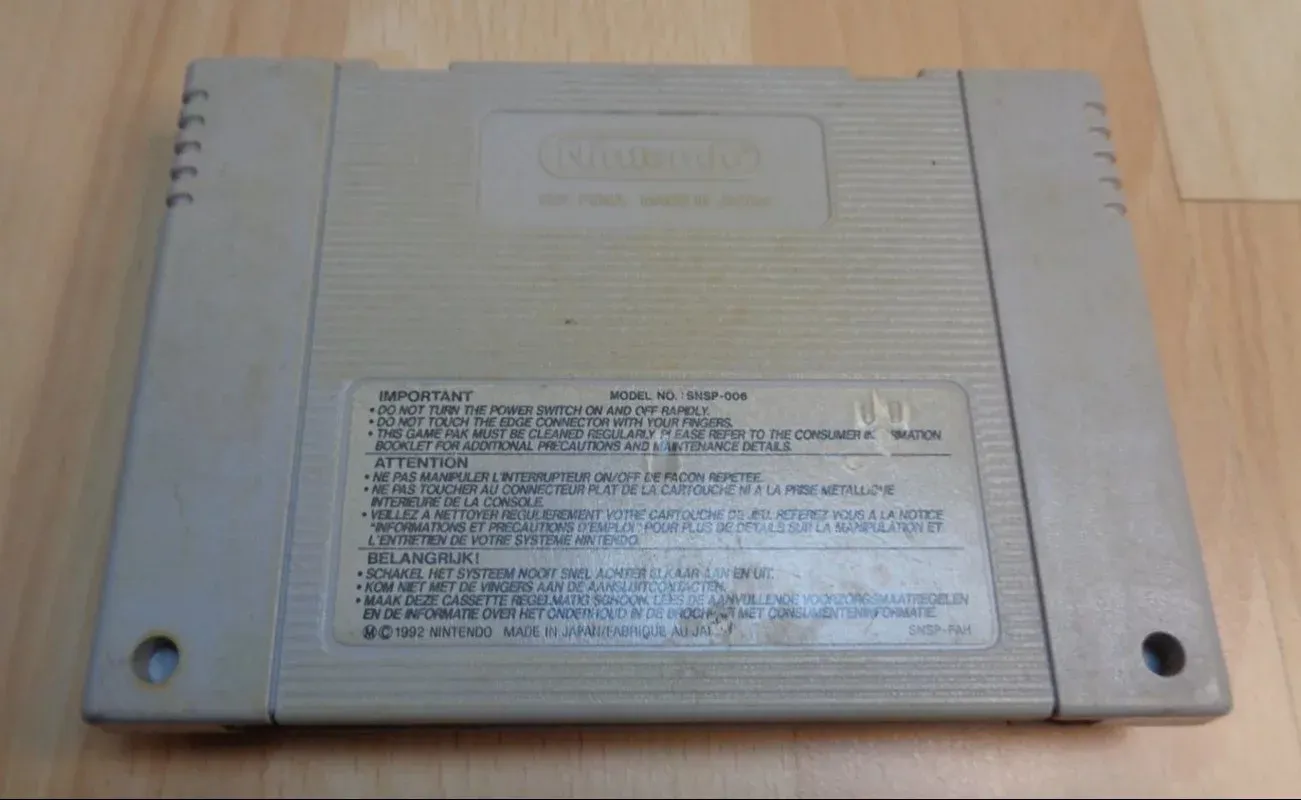 Nintendo®
IMPORTANT MODEL NO. : SNSP-006
• DO NOT TURN THE POWER SWITCH ON AND OFF RAPIDLY.
• DO NOT TOUCH THE EDGE CONNECTOR WITH YOUR FINGERS.
• THIS GAME PAK MUST BE CLEANED REGULARLY. PLEASE REFER TO THE CONSUMER IN RMATION
BOOKLET FOR ADDITIONAL PRECAUTIONS AND MAINTENANCE DETAILS.
ATTENTION
• NE PAS MANIPULER L'INTERRUPTEUR ON/OFF DE FACON REPETEE.
• NE PAS TOUCHER AU CONNECTEUR PLAT DE LA CARTOUCHE NI A LA PRISE METALLIQUE
INTERIEURE DE LA CONSOLE.
• VEILLEZ A NETTOYER REGULIEREMENT VOTRE CARTOUCHE DE JEU. REFEREZ VOUS A LA NOTICE
"INFORMATIONS ET PRECAUTIONS D'EMPLOI" POUR PLUS DE DETAILS SUR LA MANIPULATION ET
L'ENTRETIEN DE VOTRE SYSTEME NINTENDO.
BELANGRIJK!
• SCHAKEL HET SYSTEEM NOOIT SNEL ACHTER ELKAAR AAN EN UIT.
• KOM NIET MET DE VINGERS AAN DE AANSLUITCONTACTEN.
• MAAK DEZE CASSETTE REGELMATIG SCHOON. LEES DE AANVULLENDE VOORZORGSMAATREGELEN
EN DE INFORMATIE OVER HET ONDERHOUD IN DE BROCH RT MET CONSUMENTENINFORMATIE.
Ⓜ © 1992 NINTENDO MADE IN JAPAN/FABRIQUE AU JA SNSP-FAH